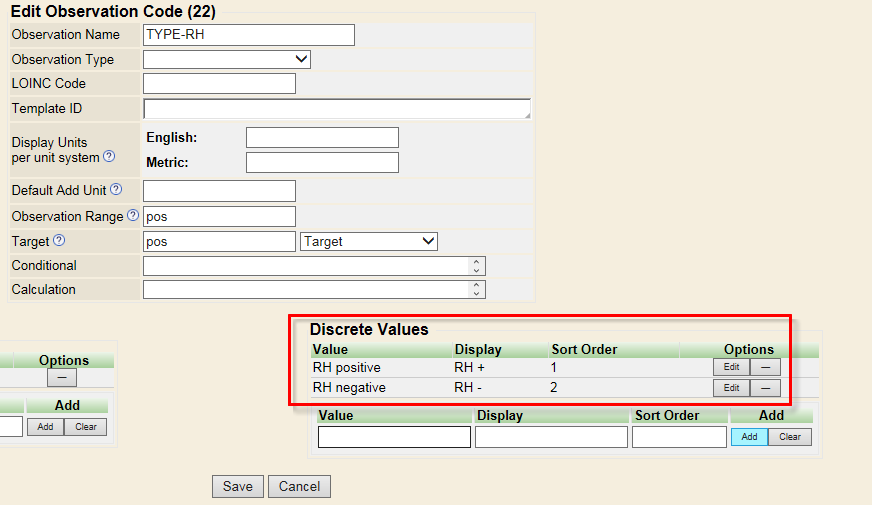 Edit Observation Code (22)
Observation Name TYPE-RH
Observation Type
LOINC Code
Template ID
Display Units
per unit system ?
English:
Metric:
Default Add Unit ?
Observation Range ? pos
Target ? pos Target
Conditional
Calculation
Options
—
Add
Add Clear
Discrete Values
Value Display Sort Order Options
RH positive RH + 1 Edit —
RH negative RH - 2 Edit —
Value Display Sort Order Add
Add Clear
Save Cancel